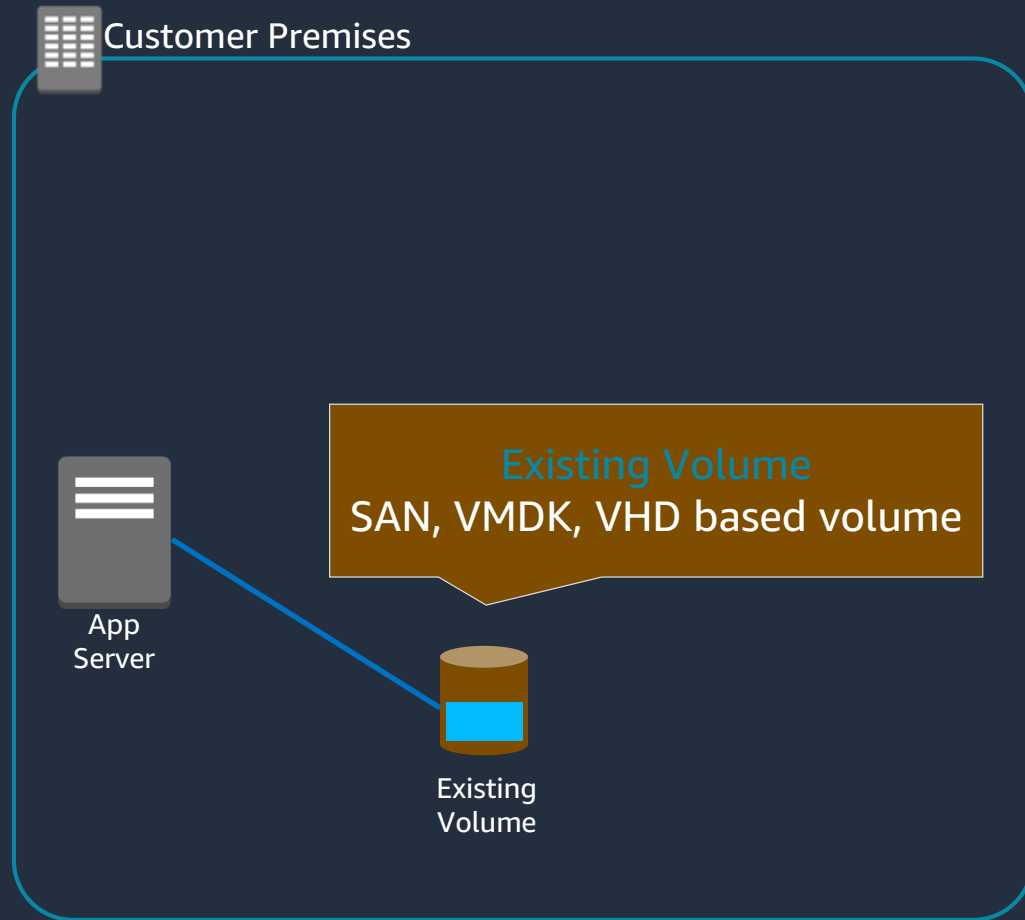 Customer Premises
Existing Volume
SAN, VMDK, VHD based volume
App
Server
Existing
Volume